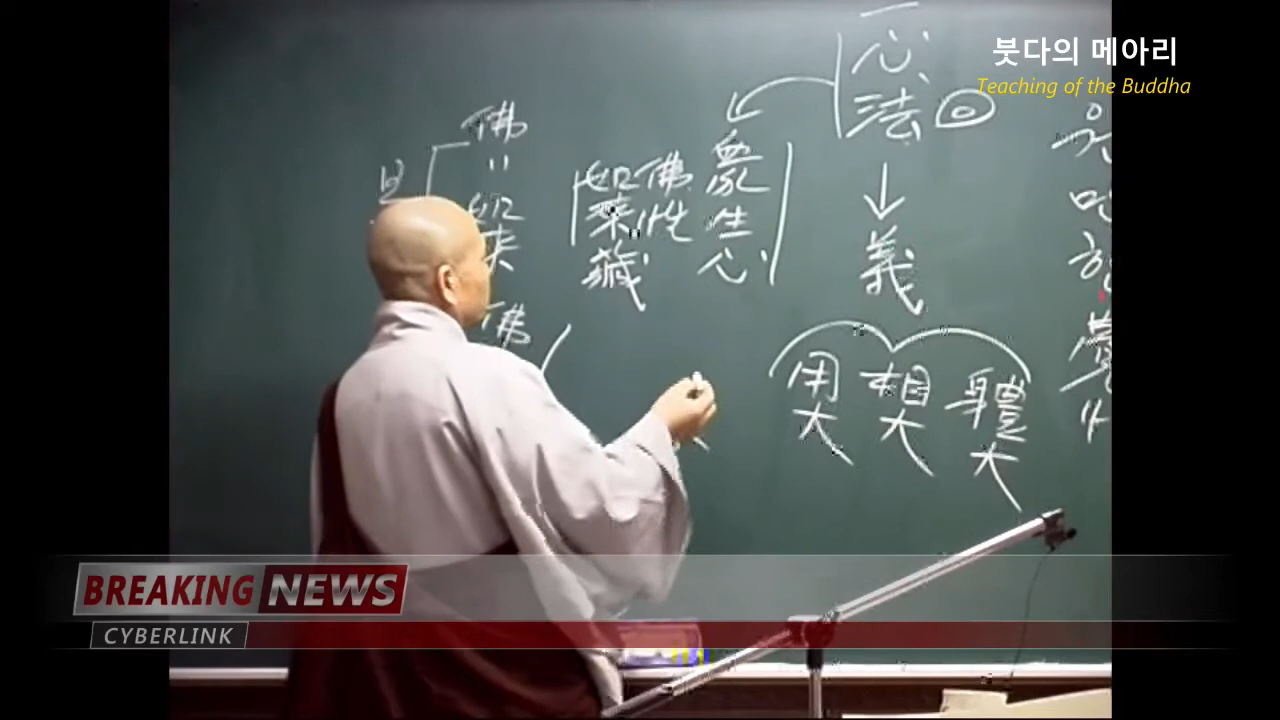 붓다의 메아리
Teaching of the Buddha
一心法
義
體大
相大
用大
衆生心
佛性
如來藏
佛
如来
佛
BREAKING NEWS
CYBERLINK